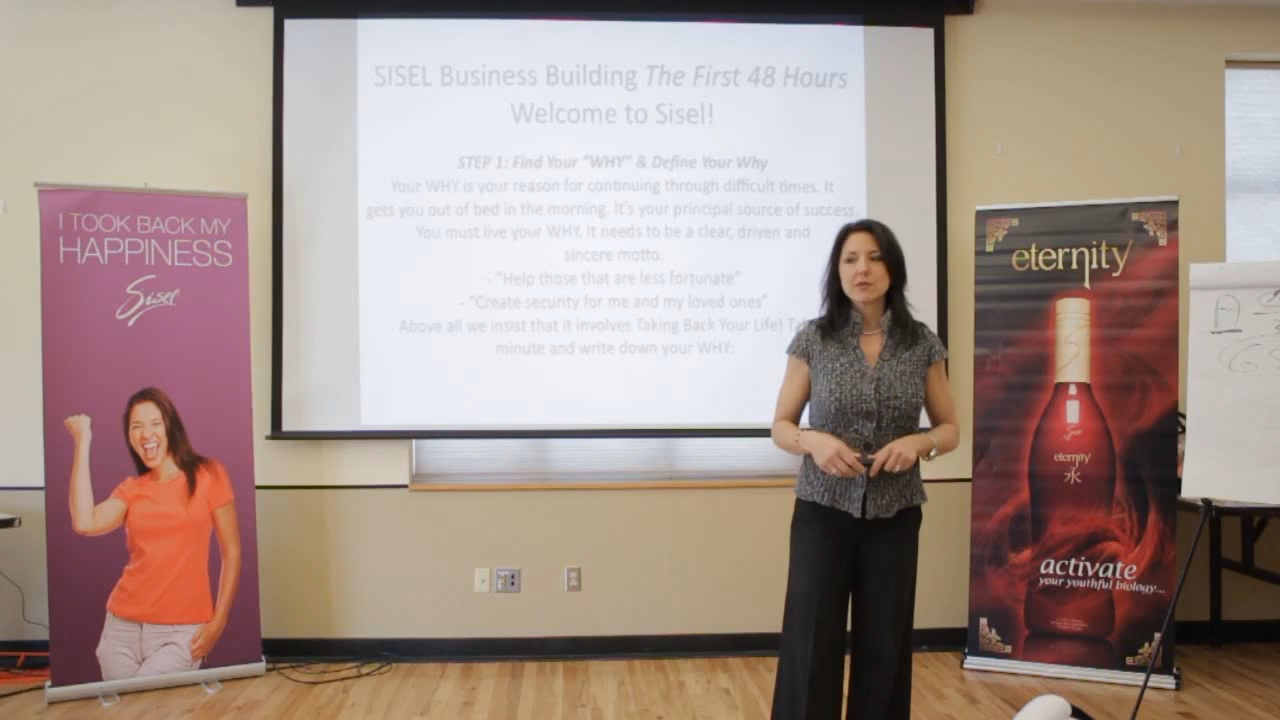 SISEL Business Building The First 48 Hours
Welcome to Sisel!
STEP 1: Find Your "WHY" & Define Your Why
Your WHY is your reason for continuing through difficult times. It
gets you out of bed in the morning. It's your principal source of success.
You must live your WHY. It needs to be a clear, driven and
sincere motto.
- "Help those that are less fortunate"
- "Create security for me and my loved ones"
Above all we insist that it involves Taking Back Your Life!
minute and write down your WHY:
I TOOK BACK MY
HAPPINESS
Sisel
eternity
Sisel
eternity
水
activate
your youthful biology...
A